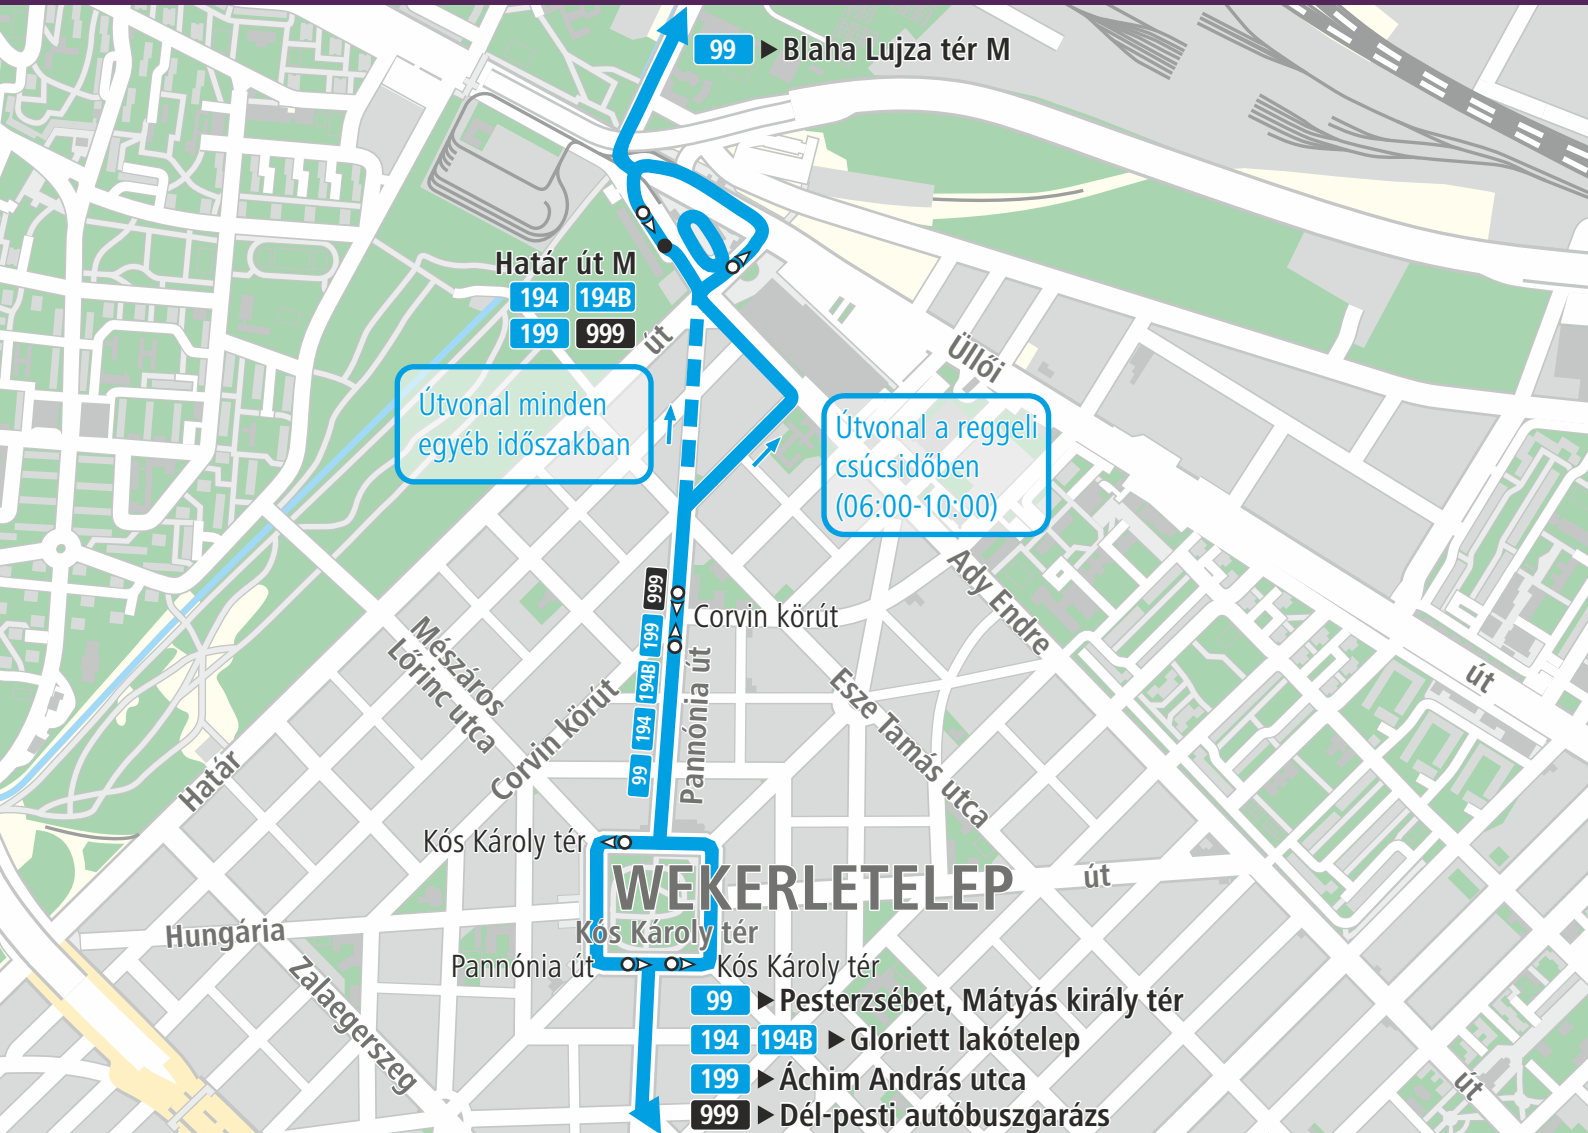 99 ▶ Blaha Lujza tér M
Határ út M
194 194B
199 999
út
Üllői
Útvonal minden
egyéb időszakban
Útvonal a reggeli
csúcsidőben
(06:00-10:00)
Ady Endre
999
199
194B
194
99
Corvin körút
Pannónia út
Mészáros
Lőrinc utca
Corvin körút
Esze Tamás utca
út
Határ
Kós Károly tér
WEKERLETELEP
út
Hungária
Kós Károly tér
Pannónia út
Kós Károly tér
Zalaegerszeg
99 ▶ Pesterzsébet, Mátyás király tér
194 194B ▶ Gloriett lakótelep
199 ▶ Áchim András utca
999 ▶ Dél-pesti autóbuszgarázs
út